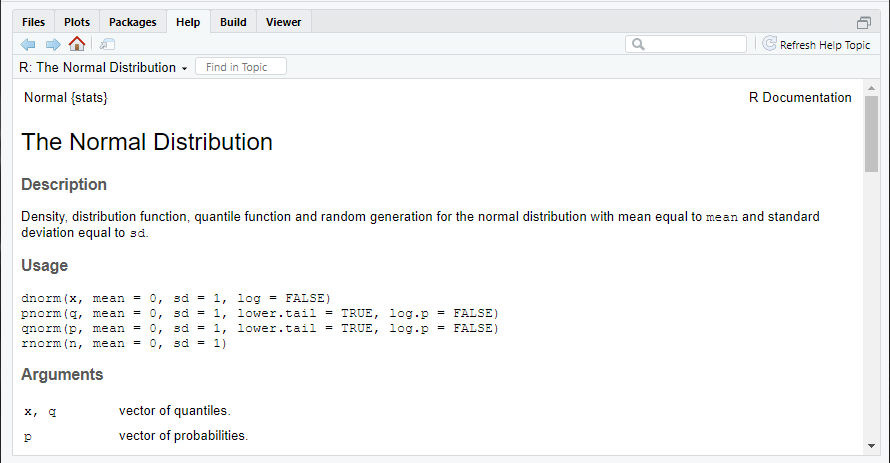 Files Plots Packages Help Build Viewer
Refresh Help Topic
R: The Normal Distribution Find in Topic
Normal {stats} R Documentation
The Normal Distribution
Description
Density, distribution function, quantile function and random generation for the normal distribution with mean equal to mean and standard
deviation equal to sd.
Usage
dnorm(x, mean = 0, sd = 1, log = FALSE)
pnorm(q, mean = 0, sd = 1, lower.tail = TRUE, log.p = FALSE)
qnorm(p, mean = 0, sd = 1, lower.tail = TRUE, log.p = FALSE)
rnorm(n, mean = 0, sd = 1)
Arguments
x, q vector of quantiles.
p vector of probabilities.